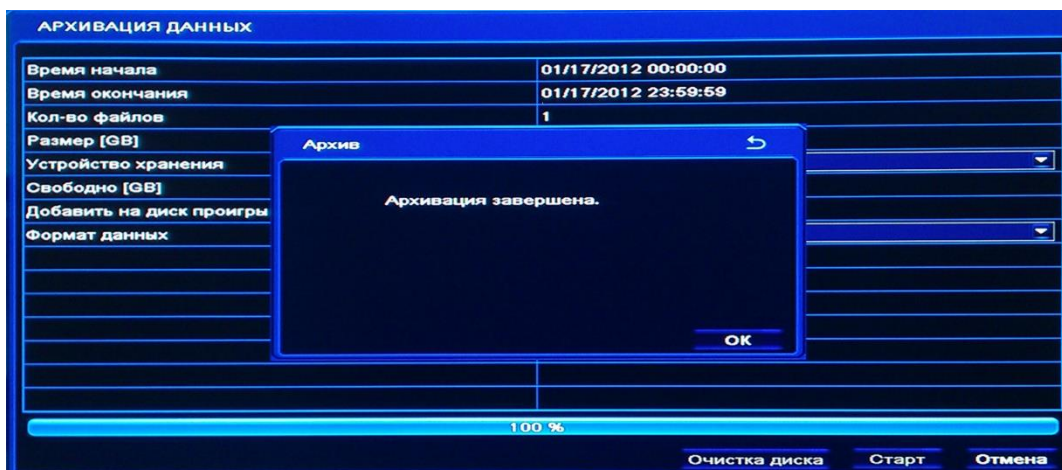 АРХИВАЦИЯ ДАННЫХ
Время начала 01/17/2012 00:00:00
Время окончания 01/17/2012 23:59:59
Кол-во файлов 1
Размер [GB]
Устройство хранения
Свободно [GB]
Добавить на диск проигры
Формат данных
Архив
Архивация завершена.
ОК
100 %
Очистка диска Старт Отмена